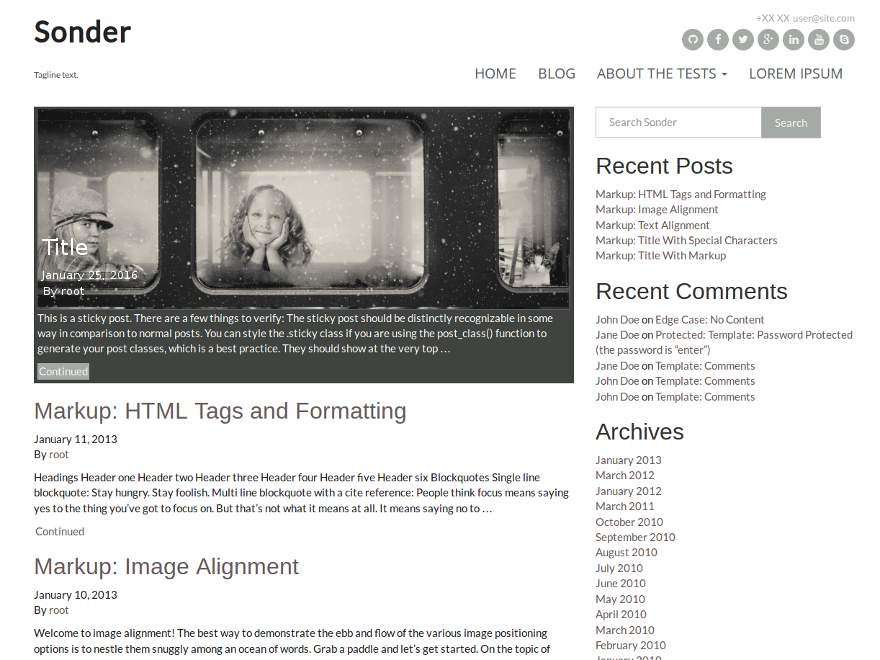 Sonder
+XX XX user@site.com
Tagline text.
HOME BLOG ABOUT THE TESTS LOREM IPSUM
Title
January 25, 2016
By root
This is a sticky post. There are a few things to verify: The sticky post should be distinctly recognizable in some
way in comparison to normal posts. You can style the .sticky class if you are using the post_class() function to
generate your post classes, which is a best practice. They should show at the very top …
Continued
Markup: HTML Tags and Formatting
January 11, 2013
By root
Headings Header one Header two Header three Header four Header five Header six Blockquotes Single line
blockquote: Stay hungry. Stay foolish. Multi line blockquote with a cite reference: People think focus means saying
yes to the thing you’ve got to focus on. But that’s not what it means at all. It means saying no to …
Continued
Markup: Image Alignment
January 10, 2013
By root
Welcome to image alignment! The best way to demonstrate the ebb and flow of the various image positioning
options is to nestle them snuggly among an ocean of words. Grab a paddle and let’s get started. On the topic of
Search Sonder Search
Recent Posts
Markup: HTML Tags and Formatting
Markup: Image Alignment
Markup: Text Alignment
Markup: Title With Special Characters
Markup: Title With Markup
Recent Comments
John Doe on Edge Case: No Content
Jane Doe on Protected: Template: Password Protected
(the password is “enter”)
Jane Doe on Template: Comments
John Doe on Template: Comments
John Doe on Template: Comments
Archives
January 2013
March 2012
January 2012
March 2011
October 2010
September 2010
August 2010
July 2010
June 2010
May 2010
April 2010
March 2010
February 2010
January 2010